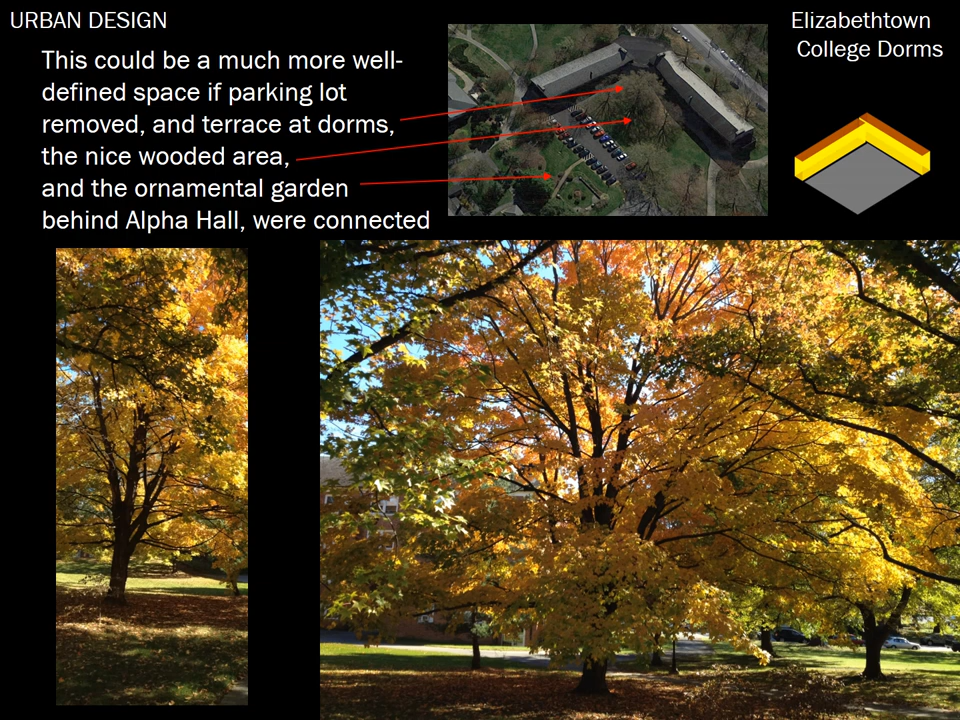 URBAN DESIGN
Elizabethtown
College Dorms
This could be a much more well-
defined space if parking lot
removed, and terrace at dorms,
the nice wooded area,
and the ornamental garden
behind Alpha Hall, were connected